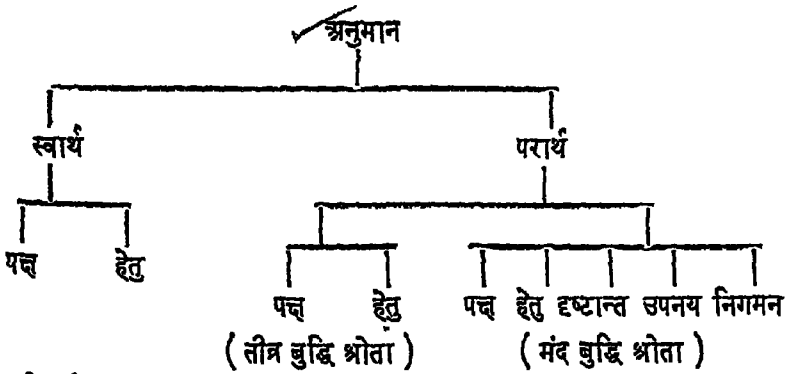 अनुमान
स्वार्थ परार्थ
पक्ष हेतु
पक्ष हेतु पक्ष हेतु दृष्टान्त उपनय निगमन
( तीव्र बुद्धि श्रोता ) ( मंद बुद्धि श्रोता )